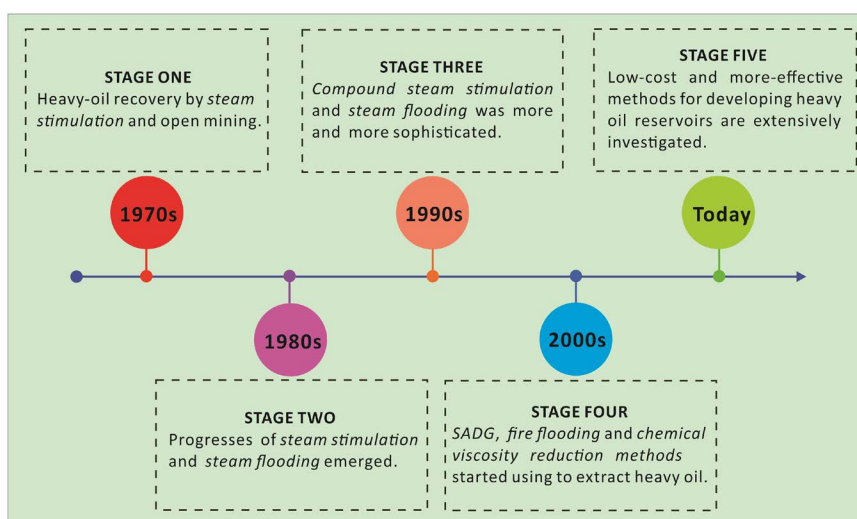 STAGE ONE
Heavy-oil recovery by steam
stimulation and open mining.
1970s
STAGE TWO
Progresses of steam stimulation
and steam flooding emerged.
1980s
STAGE THREE
Compound steam stimulation
and steam flooding was more
and more sophisticated.
1990s
STAGE FOUR
SADG, fire flooding and chemical
viscosity reduction methods
started using to extract heavy oil.
2000s
STAGE FIVE
Low-cost and more-effective
methods for developing heavy
oil reservoirs are extensively
investigated.
Today